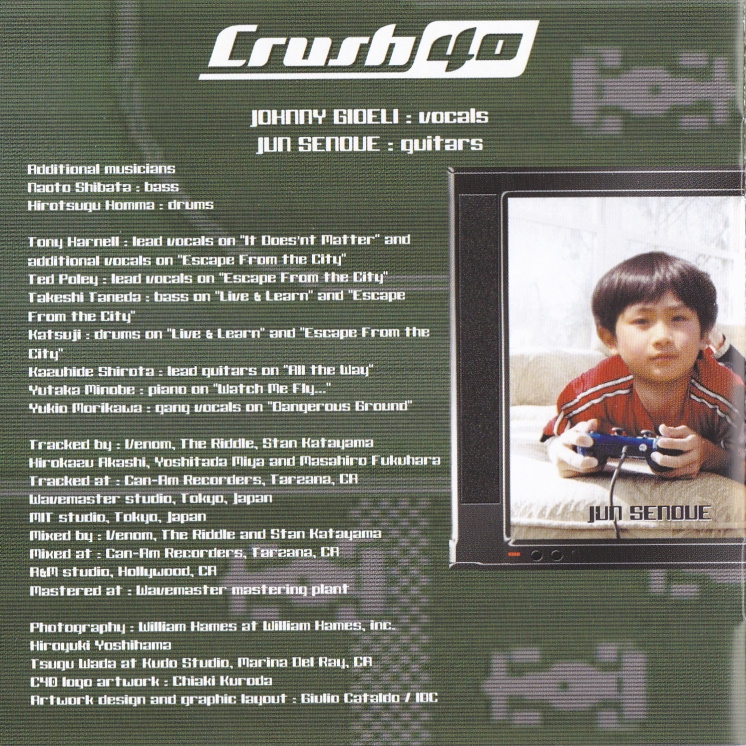 Crush40
JOHNNY GIOELI : vocals
JUN SENOUE : guitars
Additional musicians
Naoto Shibata : bass
Hirotsugu Homma : drums
Tony Harnell : lead vocals on "It Does'nt Matter" and
additional vocals on "Escape From the City"
Ted Poley : lead vocals on "Escape From the City"
Takeshi Taneda : bass on "Live & Learn" and "Escape
From the City"
Katsuji : drums on "Live & Learn" and "Escape From the
City"
Kazuhide Shirota : lead guitars on "All the Way"
Yutaka Minobe : piano on "Watch Me Fly..."
Yukio Morikawa : gang vocals on "Dangerous Ground"
Tracked by : Venom, The Riddle, Stan Katayama
Hirokazu Akashi, Yoshitada Miya and Masahiro Fukuhara
Tracked at : Can-Am Recorders, Tarzana, CA
Wavemaster studio, Tokyo, Japan
MIT studio, Tokyo, Japan
Mixed by : Venom, The Riddle and Stan Katayama
Mixed at : Can-Am Recorders, Tarzana, CA
A&M studio, Hollywood, CA
Mastered at : Wavemaster mastering plant
JUN SENOUE
Photography : William Hames at William Hames, inc.
Hiroyuki Yoshihama
Tsugu Wada at Kudo Studio, Marina Del Ray, CA
C40 logo artwork : Chiaki Kuroda
Artwork design and graphic layout : Giulio Cataldo / IDC